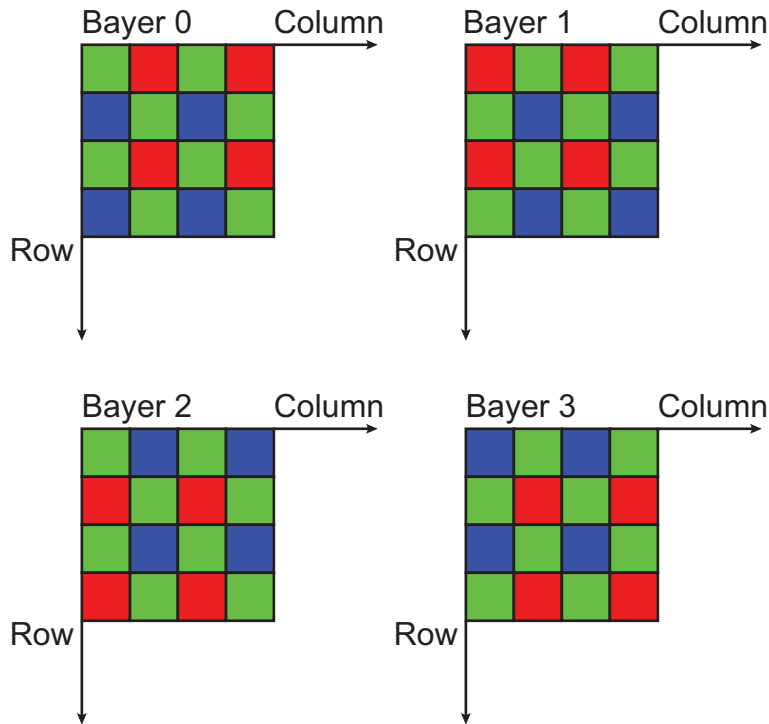 Bayer 0 Column
Row
Bayer 1 Column
Row
Bayer 2 Column
Row
Bayer 3 Column
Row